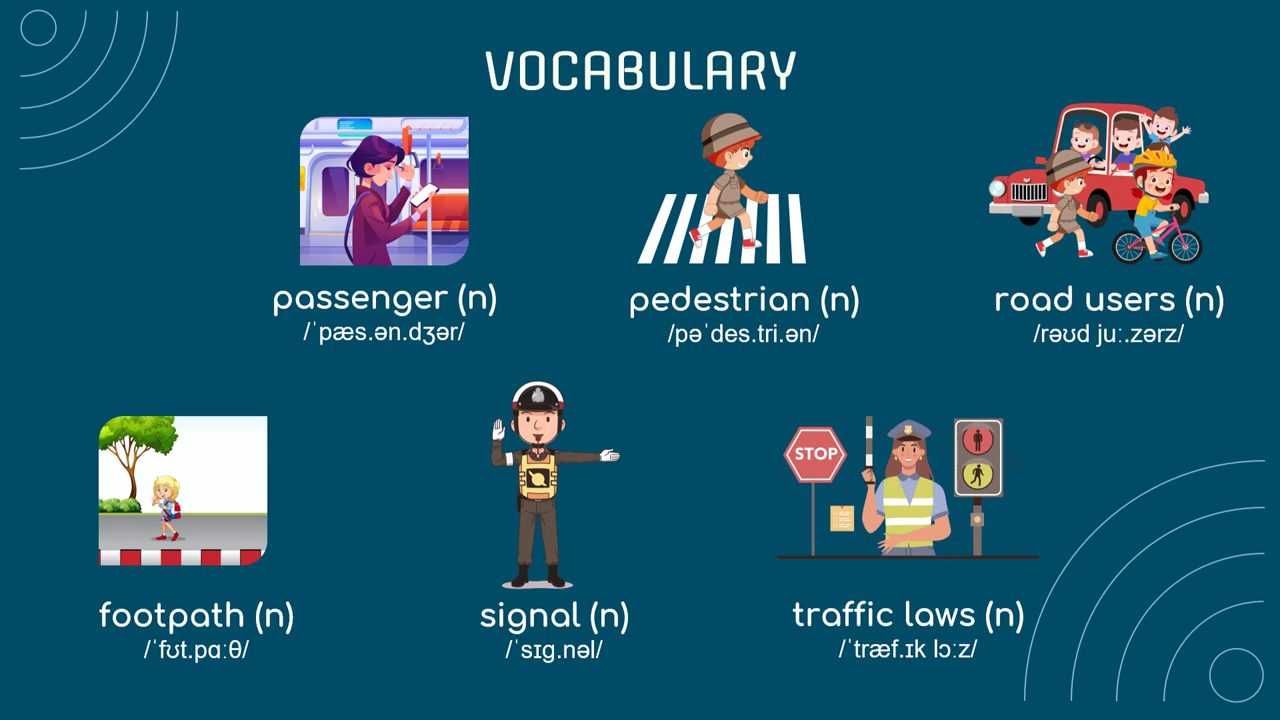 VOCABULARY
passenger (n)
/ˈpæs.ən.dʒər/
pedestrian (n)
/pəˈdes.tri.ən/
road users (n)
/rəʊd juː.zərz/
footpath (n)
/ˈfʊt.pɑːθ/
signal (n)
/ˈsɪɡ.nəl/
STOP
traffic laws (n)
/ˈtræf.ɪk lɔːz/